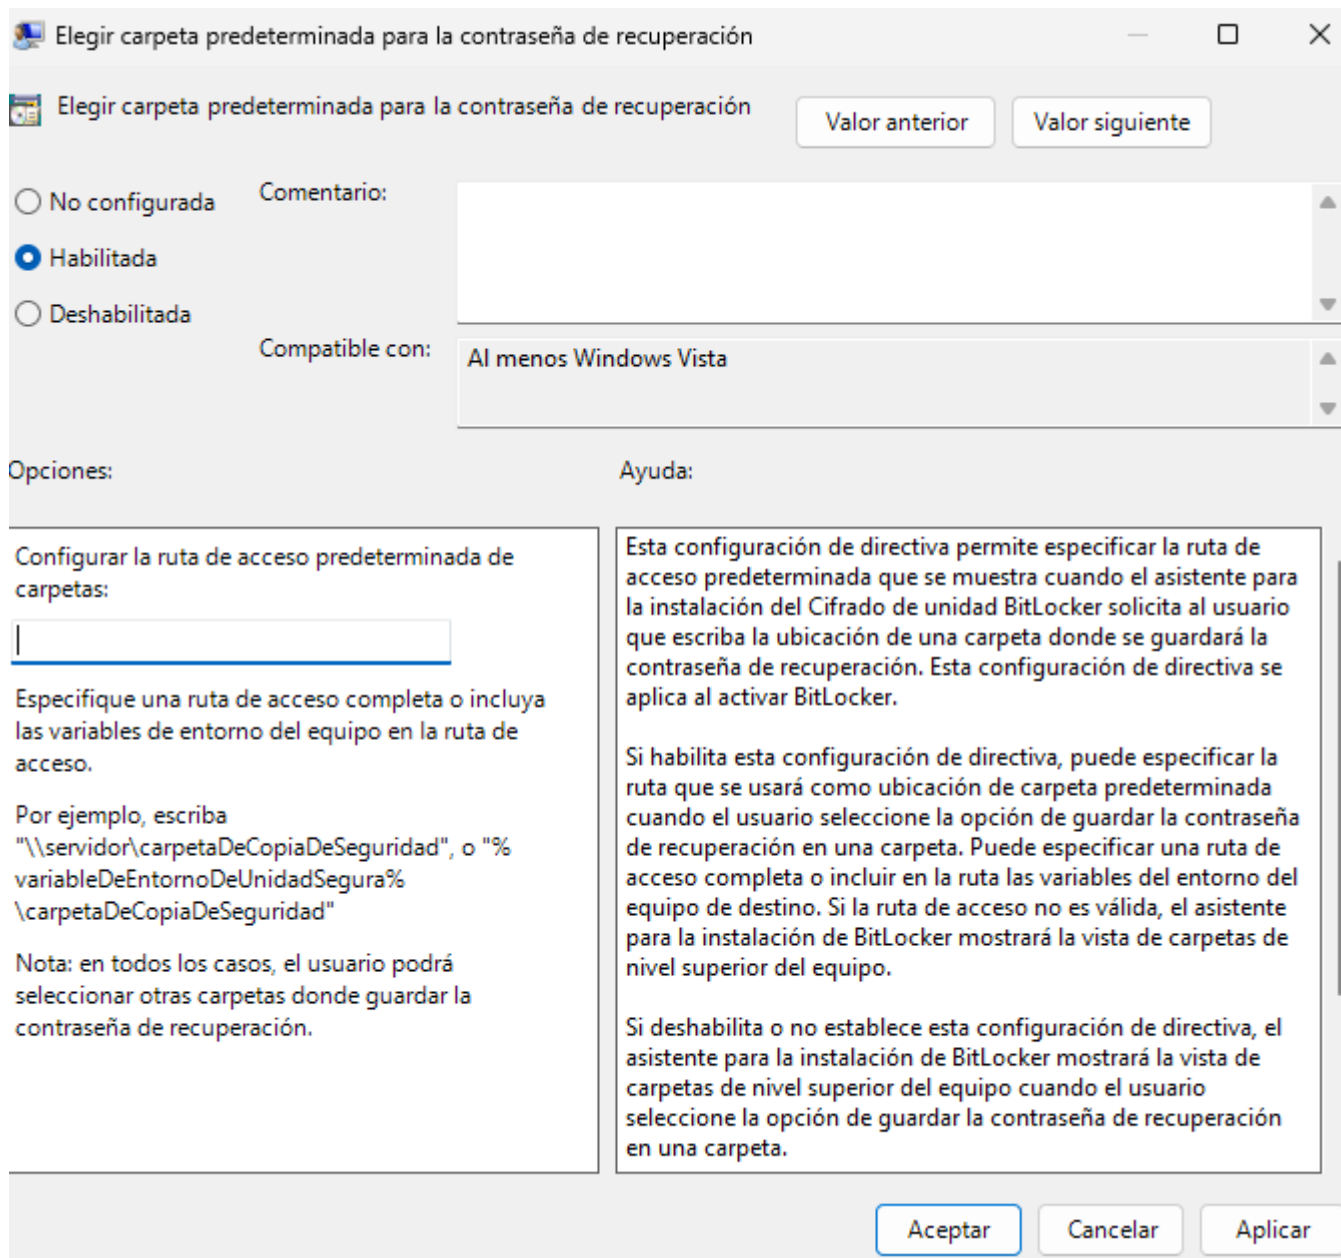 Elegir carpeta predeterminada para la contraseña de recuperación
Elegir carpeta predeterminada para la contraseña de recuperación
Valor anterior
Valor siguiente
No configurada
Habilitada
Deshabilitada
Comentario:
Compatible con:
Al menos Windows Vista
Opciones:
Ayuda:
Configurar la ruta de acceso predeterminada de
carpetas:
Especifique una ruta de acceso completa o incluya
las variables de entorno del equipo en la ruta de
acceso.
Por ejemplo, escriba
"\\servidor\carpetaDeCopiaDeSeguridad", o "%
variableDeEntornoDeUnidadSegura%
\carpetaDeCopiaDeSeguridad"
Nota: en todos los casos, el usuario podrá
seleccionar otras carpetas donde guardar la
contraseña de recuperación.
Esta configuración de directiva permite especificar la ruta de
acceso predeterminada que se muestra cuando el asistente para
la instalación del Cifrado de unidad BitLocker solicita al usuario
que escriba la ubicación de una carpeta donde se guardará la
contraseña de recuperación. Esta configuración de directiva se
aplica al activar BitLocker.
Si habilita esta configuración de directiva, puede especificar la
ruta que se usará como ubicación de carpeta predeterminada
cuando el usuario seleccione la opción de guardar la contraseña
de recuperación en una carpeta. Puede especificar una ruta de
acceso completa o incluir en la ruta las variables del entorno del
equipo de destino. Si la ruta de acceso no es válida, el asistente
para la instalación de BitLocker mostrará la vista de carpetas de
nivel superior del equipo.
Si deshabilita o no establece esta configuración de directiva, el
asistente para la instalación de BitLocker mostrará la vista de
carpetas de nivel superior del equipo cuando el usuario
seleccione la opción de guardar la contraseña de recuperación
en una carpeta.
Aceptar
Cancelar
Aplicar